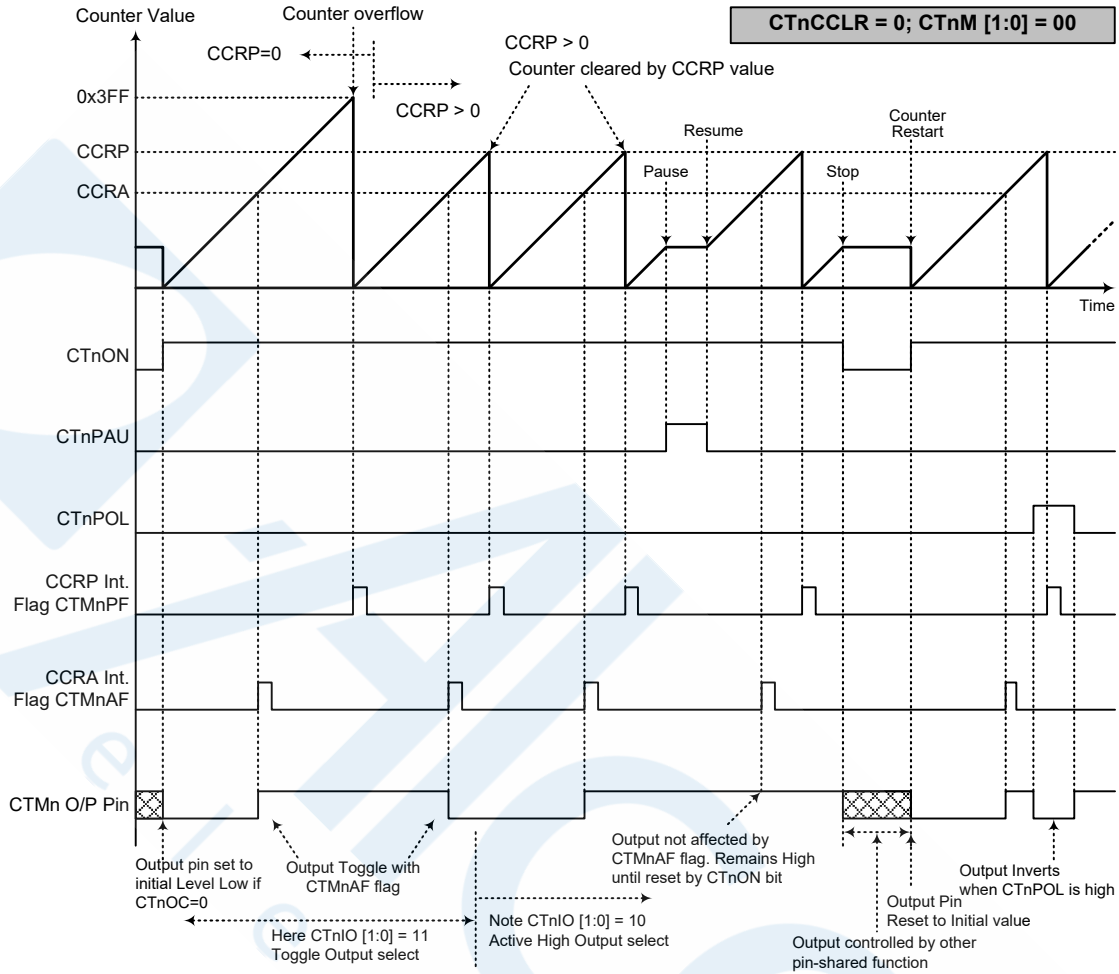 Counter Value
Counter overflow
CTnCCLR = 0; CTnM [1:0] = 00
CCRP=0
CCRP > 0
CCRP > 0
Counter cleared by CCRP value
0x3FF
CCRP
CCRA
Pause
Resume
Stop
Counter
Restart
Time
CTnON
CTnPAU
CTnPOL
CCRP Int.
Flag CTMnPF
CCRA Int.
Flag CTMnAF
CTMn O/P Pin
Output pin set to
initial Level Low if
CTnOC=0
Output Toggle with
CTMnAF flag
Here CTnIO [1:0] = 11
Toggle Output select
Note CTnIO [1:0] = 10
Active High Output select
Output not affected by
CTMnAF flag. Remains High
until reset by CTnON bit
Output controlled by other
pin-shared function
Output Pin
Reset to Initial value
Output Inverts
when CTnPOL is high